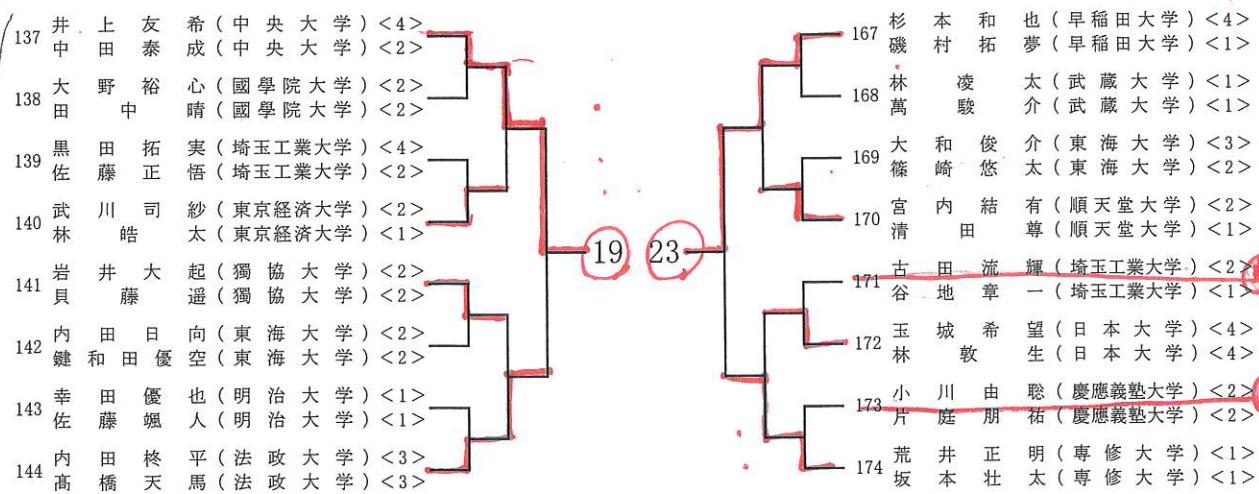 137 井上友希(中央大学)<4>
中田泰成(中央大学)<2>
138 大野裕心(國學院大学)<2>
田中晴(國學院大学)<2>
139 黒田拓実(埼玉工業大学)<4>
佐藤正悟(埼玉工業大学)<2>
140 武川司紗(東京経済大学)<2>
林皓太(東京経済大学)<1>
141 岩井大起(獨協大学)<2>
貝藤遥(獨協大学)<2>
142 内田日向(東海大学)<2>
鍵和田優空(東海大学)<2>
143 幸田優也(明治大学)<1>
佐藤颯人(明治大学)<1>
144 内田柊平(法政大学)<3>
髙橋天馬(法政大学)<3>
19
23
167 杉本和也(早稲田大学)<4>
磯村拓夢(早稲田大学)<1>
168 林凌太(武蔵大学)<1>
萬駿介(武蔵大学)<1>
169 大和俊介(東海大学)<3>
篠崎悠太(東海大学)<2>
170 宮内結有(順天堂大学)<2>
清田尊(順天堂大学)<1>
171 古田流輝(埼玉工業大学)<2>
谷地章一(埼玉工業大学)<1>
172 玉城希望(日本大学)<4>
林敦生(日本大学)<4>
173 小川由聡(慶應義塾大学)<2>
片庭朋祐(慶應義塾大学)<2>
174 荒井正明(専修大学)<1>
坂本壮太(専修大学)<1>